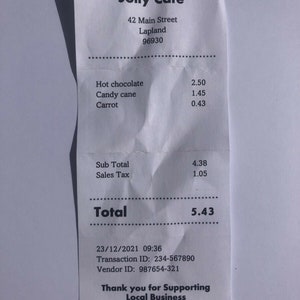 Jolly Café
42 Main Street
Lapland
96930
Hot chocolate 2.50
Candy cane 1.45
Carrot 0.43
Sub Total 4.38
Sales Tax 1.05
Total 5.43
23/12/2021 09:36
Transaction ID: 234-567890
Vendor ID: 987654-321
Thank you for Supporting
Local Business